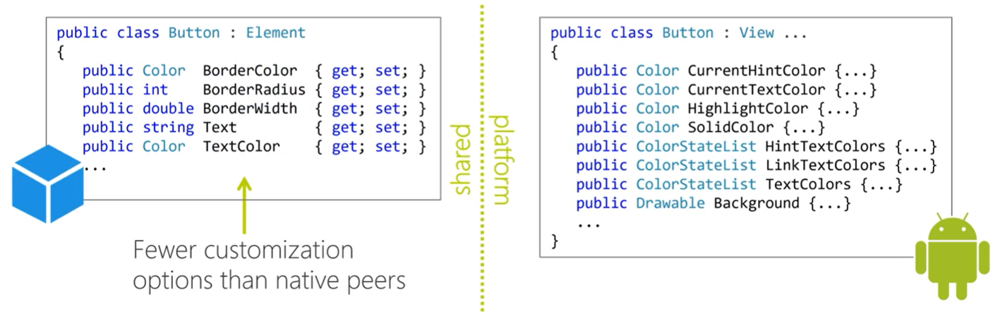 public class Button : Element
{
public Color BorderColor { get; set; }
public int BorderRadius { get; set; }
public double BorderWidth { get; set; }
public string Text { get; set; }
public Color TextColor { get; set; }
...
Fewer customization
options than native peers
shared
platform
public class Button : View ...
{
public Color CurrentHintColor {...}
public Color CurrentTextColor {...}
public Color HighlightColor {...}
public Color SolidColor {...}
public ColorStateList HintTextColors {...}
public ColorStateList LinkTextColors {...}
public ColorStateList TextColors {...}
public Drawable Background {...}
...
}